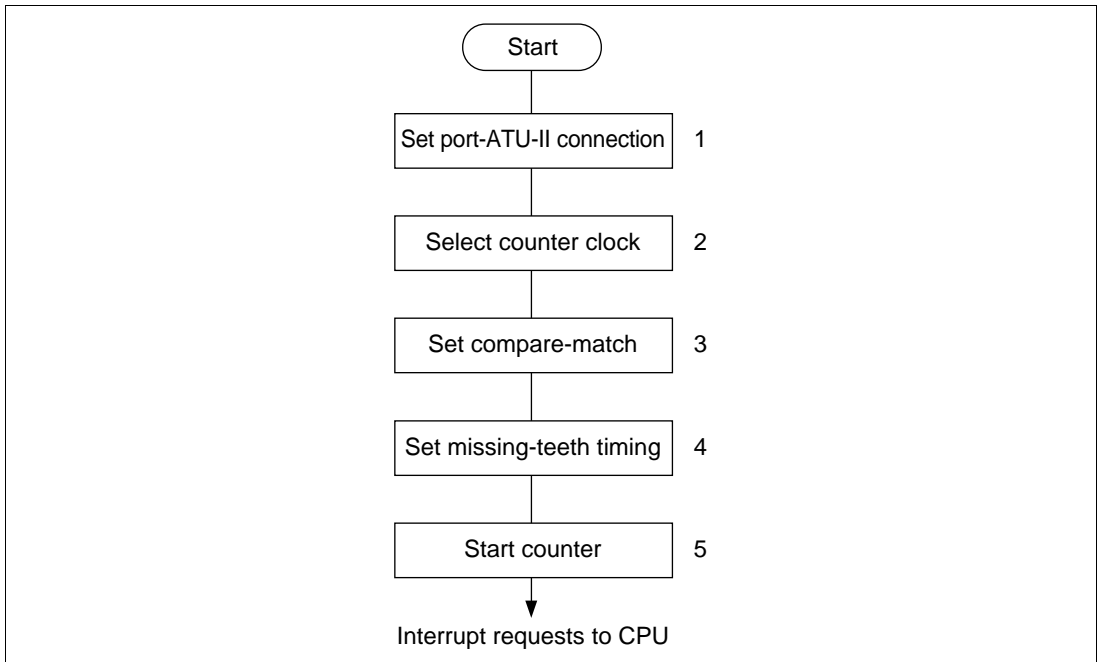 Start
Set port-ATU-II connection 1
Select counter clock 2
Set compare-match 3
Set missing-teeth timing 4
Start counter 5
Interrupt requests to CPU